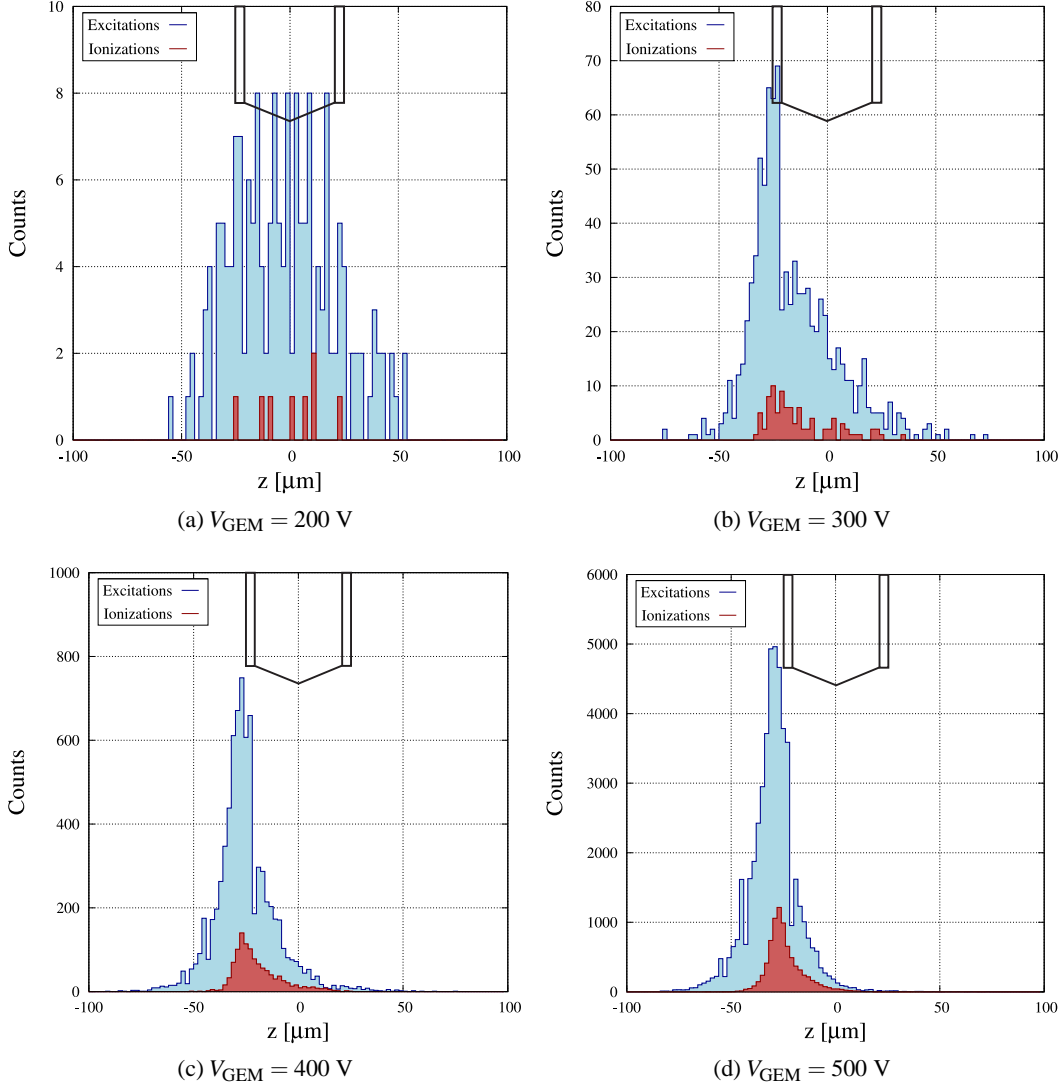 Excitations
Ionizations
Counts
10
8
6
4
2
0
-100 -50 0 50 100
z [μm]
(a) VGEM = 200 V
Excitations
Ionizations
Counts
80
70
60
50
40
30
20
10
0
-100 -50 0 50 100
z [μm]
(b) VGEM = 300 V
Excitations
Ionizations
Counts
1000
800
600
400
200
0
-100 -50 0 50 100
z [μm]
(c) VGEM = 400 V
Excitations
Ionizations
Counts
6000
5000
4000
3000
2000
1000
0
-100 -50 0 50 100
z [μm]
(d) VGEM = 500 V